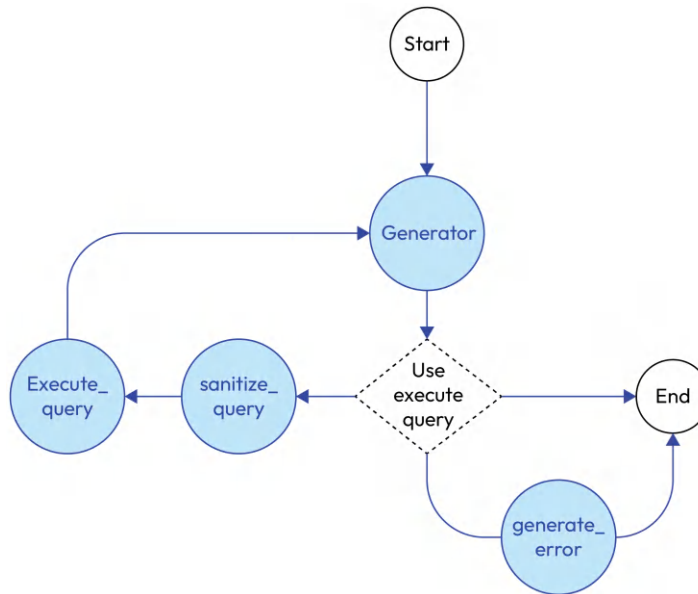 Start
Generator
Use
execute
query
Execute_
query
sanitize_
query
End
generate_
error